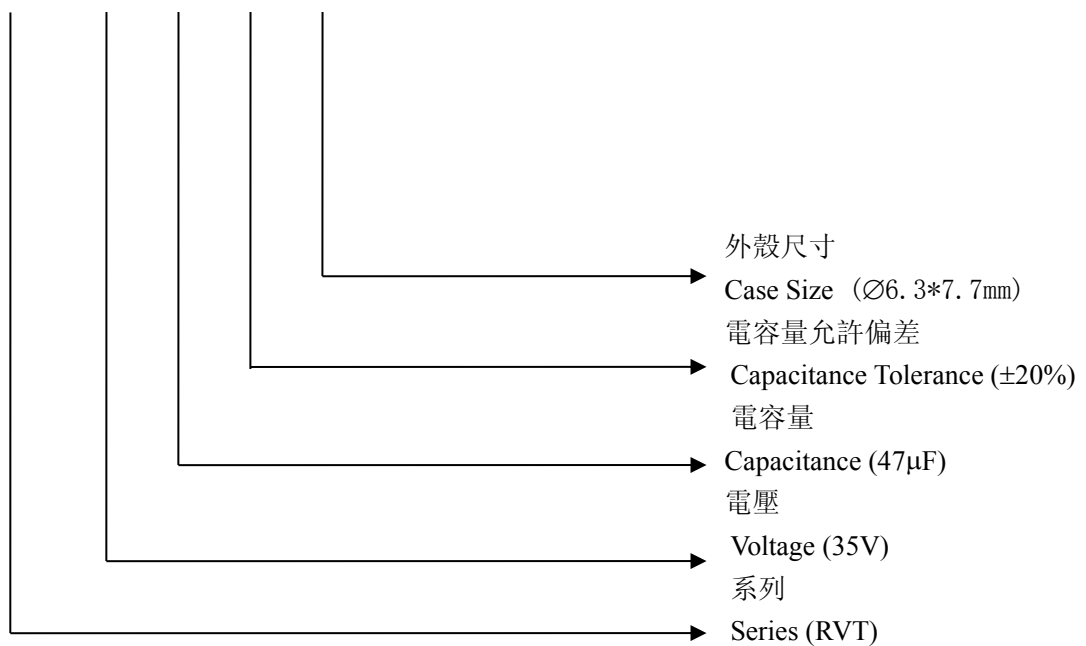 外殼尺寸
Case Size (∅6.3*7.7mm)
電容量允許偏差
Capacitance Tolerance (±20%)
電容量
Capacitance (47μF)
電壓
Voltage (35V)
系列
Series (RVT)